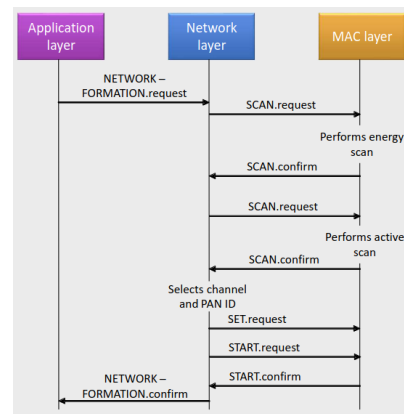 Application
layer
Network
layer
MAC layer
NETWORK –
FORMATION.request
SCAN.request
Performs energy
scan
SCAN.confirm
SCAN.request
Performs active
scan
SCAN.confirm
Selects channel
and PAN ID
SET.request
START.request
START.confirm
NETWORK –
FORMATION.confirm